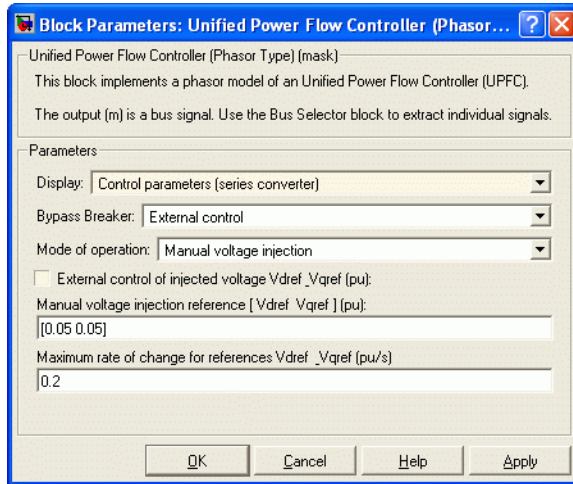 Block Parameters: Unified Power Flow Controller (Phasor...
Unified Power Flow Controller (Phasor Type) (mask)
This block implements a phasor model of an Unified Power Flow Controller (UPFC).
The output (m) is a bus signal. Use the Bus Selector block to extract individual signals.
Parameters
Display: Control parameters (series converter)
Bypass Breaker: External control
Mode of operation: Manual voltage injection
External control of injected voltage Vdref_Vqref (pu):
Manual voltage injection reference [ Vdref Vqref ] (pu):
[0.05 0.05]
Maximum rate of change for references Vdref_Vqref (pu/s)
0.2
OK Cancel Help Apply